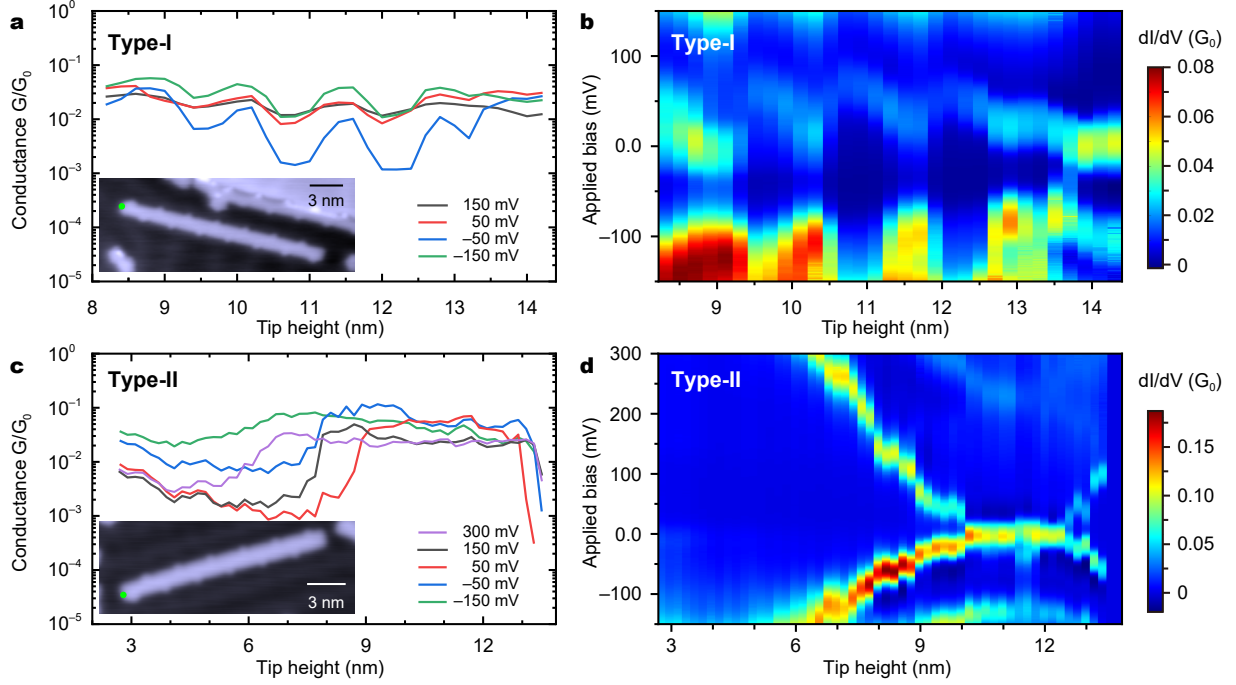 a
Type-I
Conductance G/G₀
10⁰
10⁻¹
10⁻²
10⁻³
10⁻⁴
10⁻⁵
3 nm
150 mV
50 mV
–50 mV
–150 mV
8 9 10 11 12 13 14
Tip height (nm)
b
Type-I
Applied bias (mV)
100
0.0
–100
9 10 11 12 13 14
Tip height (nm)
dI/dV (G₀)
0.08
0.06
0.04
0.02
0
c
Type-II
Conductance G/G₀
10⁰
10⁻¹
10⁻²
10⁻³
10⁻⁴
10⁻⁵
3 nm
300 mV
150 mV
50 mV
–50 mV
–150 mV
3 6 9 12
Tip height (nm)
d
Type-II
Applied bias (mV)
300
200
100
0.0
–100
3 6 9 12
Tip height (nm)
dI/dV (G₀)
0.15
0.10
0.05
0